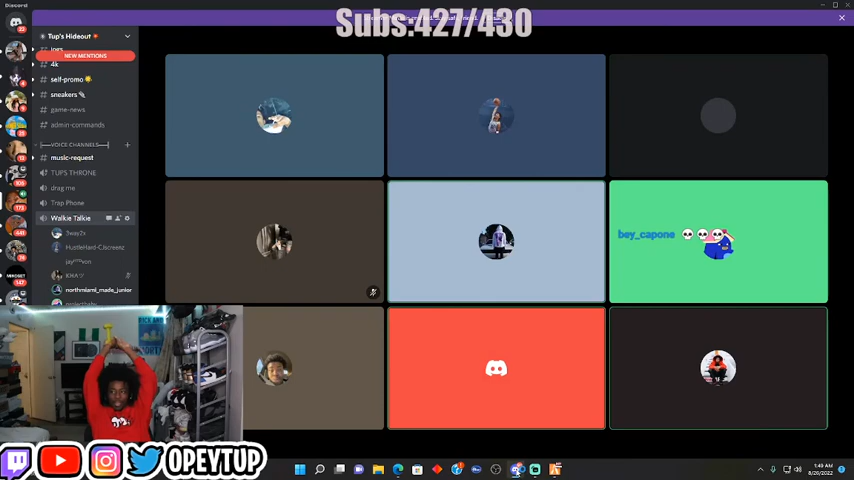 Discord
Subs:427/430
Tup's Hideout
NEW MENTIONS
4k
self-promo
sneakers
game-news
admin-commands
VOICE CHANNELS
music-request
TUPS THRONE
drag me
Trap Phone
Walkie Talkie
3way2x
HustleHard-CJscreenz
northmiami_made_junior
bey_capone
OPEYTUP
1:49 AM
8/20/2022